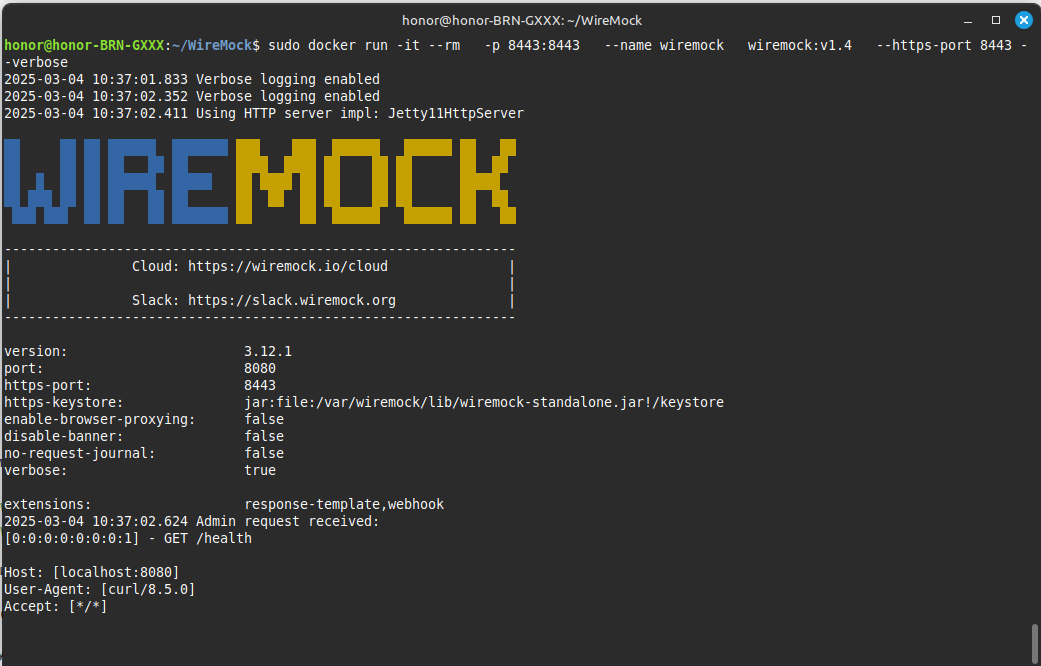 honor@honor-BRN-GXXX: ~/WireMock
honor@honor-BRN-GXXX:~/WireMock$ sudo docker run -it --rm   -p 8443:8443   --name wiremock   wiremock:v1.4   --https-port 8443 -
-verbose
2025-03-04 10:37:01.833 Verbose logging enabled
2025-03-04 10:37:02.352 Verbose logging enabled
2025-03-04 10:37:02.411 Using HTTP server impl: Jetty11HttpServer
WIREMOCK
----------------------------------------------------------------
|               Cloud: https://wiremock.io/cloud               |
|                                                              |
|               Slack: https://slack.wiremock.org              |
----------------------------------------------------------------
version:                      3.12.1
port:                         8080
https-port:                   8443
https-keystore:               jar:file:/var/wiremock/lib/wiremock-standalone.jar!/keystore
enable-browser-proxying:      false
disable-banner:               false
no-request-journal:           false
verbose:                      true
extensions:                   response-template,webhook
2025-03-04 10:37:02.624 Admin request received:
[0:0:0:0:0:0:0:1] - GET /health
Host: [localhost:8080]
User-Agent: [curl/8.5.0]
Accept: [*/*]